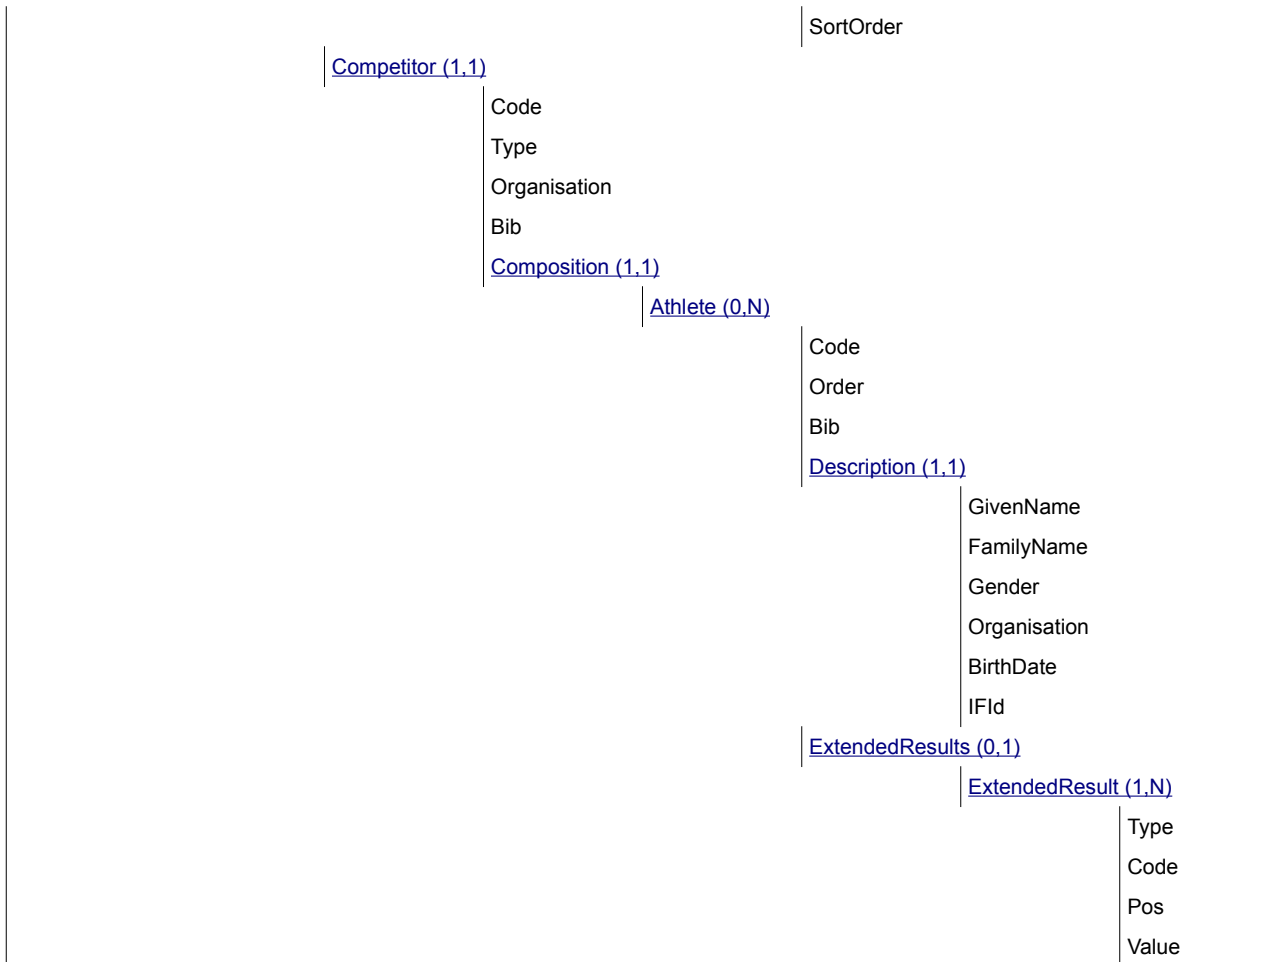 SortOrder
Competitor (1,1)
Code
Type
Organisation
Bib
Composition (1,1)
Athlete (0,N)
Code
Order
Bib
Description (1,1)
GivenName
FamilyName
Gender
Organisation
BirthDate
IFId
ExtendedResults (0,1)
ExtendedResult (1,N)
Type
Code
Pos
Value